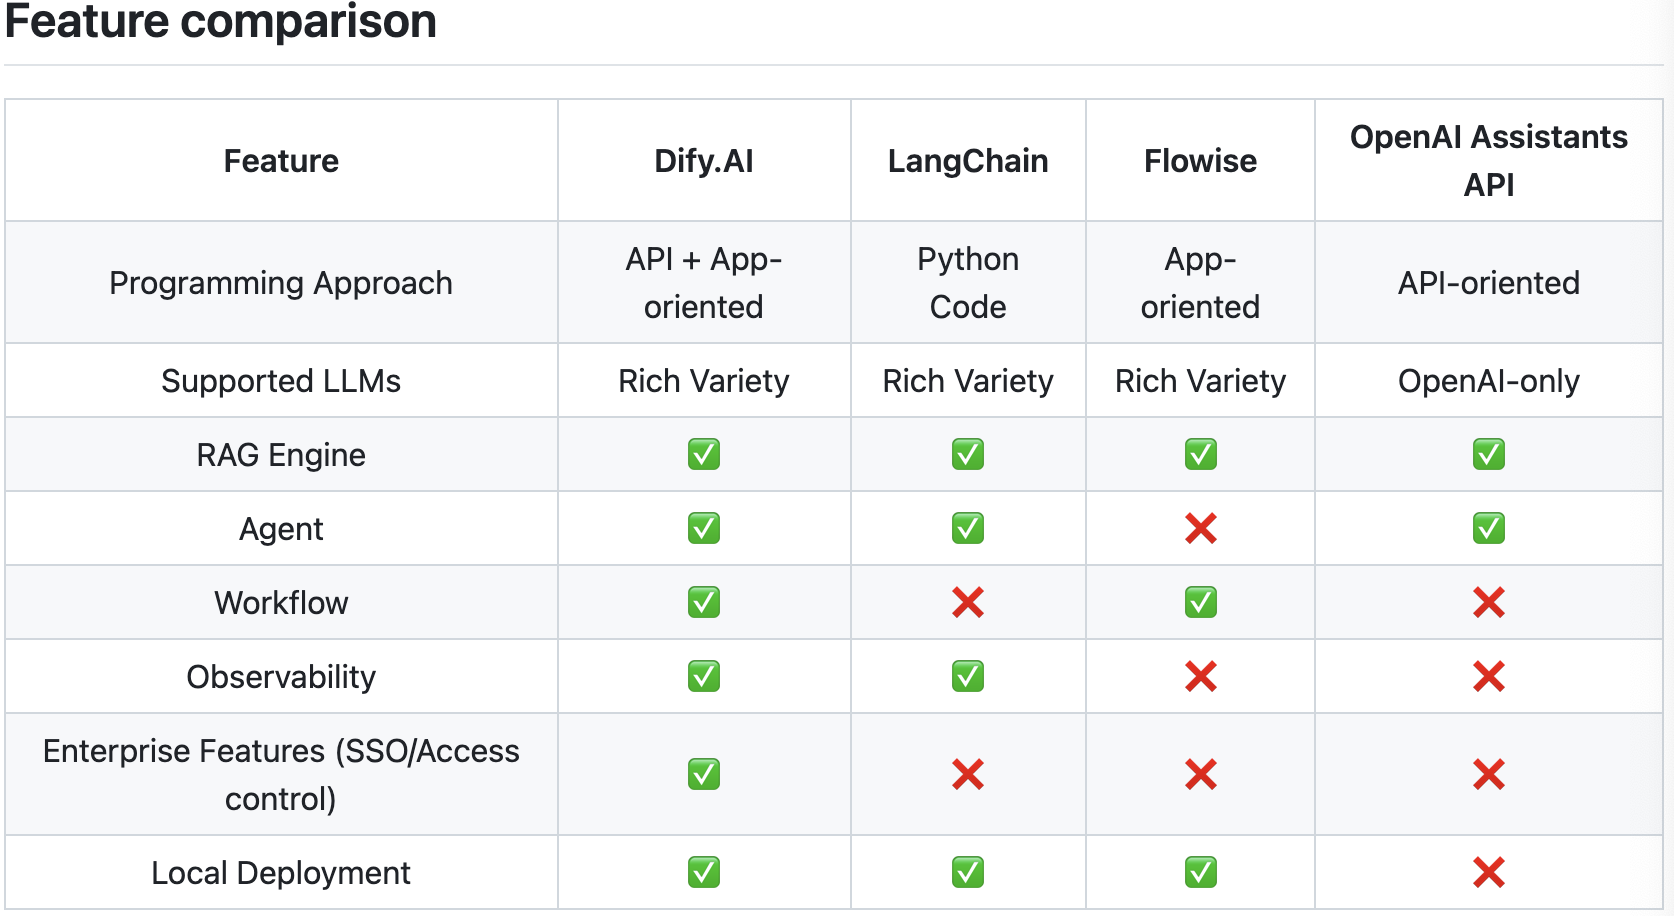 Feature comparison
Feature
Dify.AI
LangChain
Flowise
OpenAI Assistants
API
Programming Approach
API + App-
oriented
Python
Code
App-
oriented
API-oriented
Supported LLMs
Rich Variety
Rich Variety
Rich Variety
OpenAI-only
RAG Engine
✅
✅
✅
✅
Agent
✅
✅
❌
✅
Workflow
✅
❌
✅
❌
Observability
✅
✅
❌
❌
Enterprise Features (SSO/Access
control)
✅
❌
❌
❌
Local Deployment
✅
✅
✅
❌